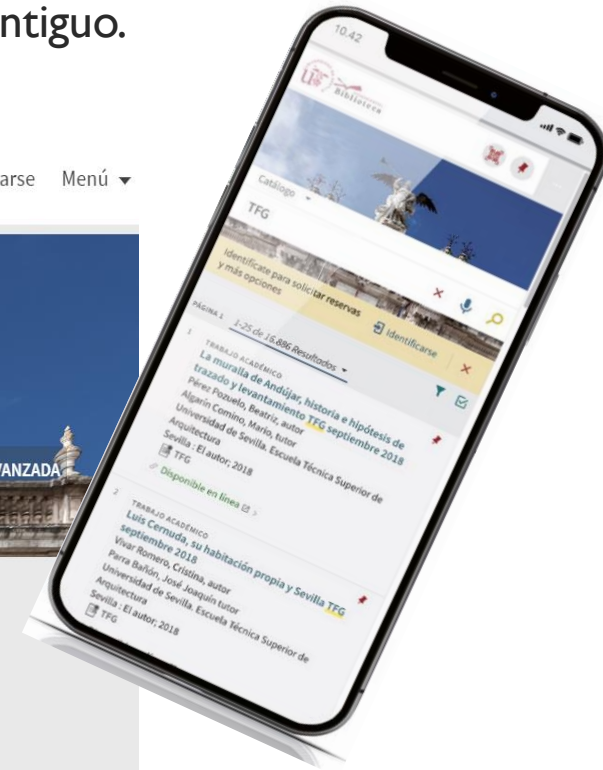 ntiguo.
arse Menú
VANZADA
10.42
Biblioteca
Catálogo
TFG
Identifícate para solicitar reservas
y más opciones
Identificarse
PÁGINA 1 1-25 de 16.886 Resultados
1 TRABAJO ACADÉMICO
La muralla de Andújar, historia e hipótesis de
trazado y levantamiento TFG septiembre 2018
Pérez Pozuelo, Beatriz, autor
Algarín Comino, Mario, tutor
Universidad de Sevilla. Escuela Técnica Superior de
Arquitectura
Sevilla : El autor; 2018
TFG
Disponible en línea
2 TRABAJO ACADÉMICO
Luis Cernuda, su habitación propia y Sevilla TFG
septiembre 2018
Vivar Romero, Cristina, autor
Parra Bañón, José Joaquín tutor
Universidad de Sevilla. Escuela Técnica Superior de
Arquitectura
Sevilla : El autor; 2018
TFG